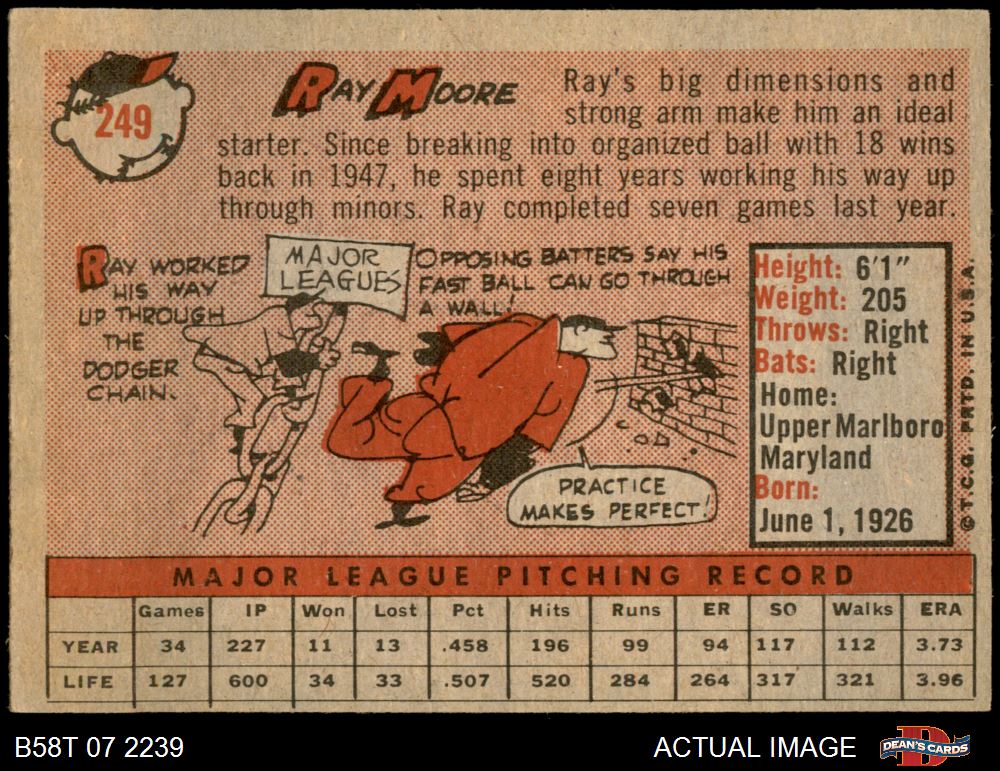 249
RAY MOORE
Ray's big dimensions and
strong arm make him an ideal
starter. Since breaking into organized ball with 18 wins
back in 1947, he spent eight years working his way up
through minors. Ray completed seven games last year.
RAY WORKED
HIS WAY
UP THROUGH
THE
DODGER
CHAIN.
MAJOR
LEAGUES
OPPOSING BATTERS SAY HIS
FAST BALL CAN GO THROUGH
A WALL!
PRACTICE
MAKES PERFECT!
Height: 6'1"
Weight: 205
Throws: Right
Bats: Right
Home:
Upper Marlboro
Maryland
Born:
June 1, 1926
© T.C.G. PRTD. IN U.S.A.
MAJOR LEAGUE PITCHING RECORD
Games IP Won Lost Pct Hits Runs ER SO Walks ERA
YEAR 34 227 11 13 .458 196 99 94 117 112 3.73
LIFE 127 600 34 33 .507 520 284 264 317 321 3.96
B58T 07 2239
ACTUAL IMAGE
DEAN'S CARDS